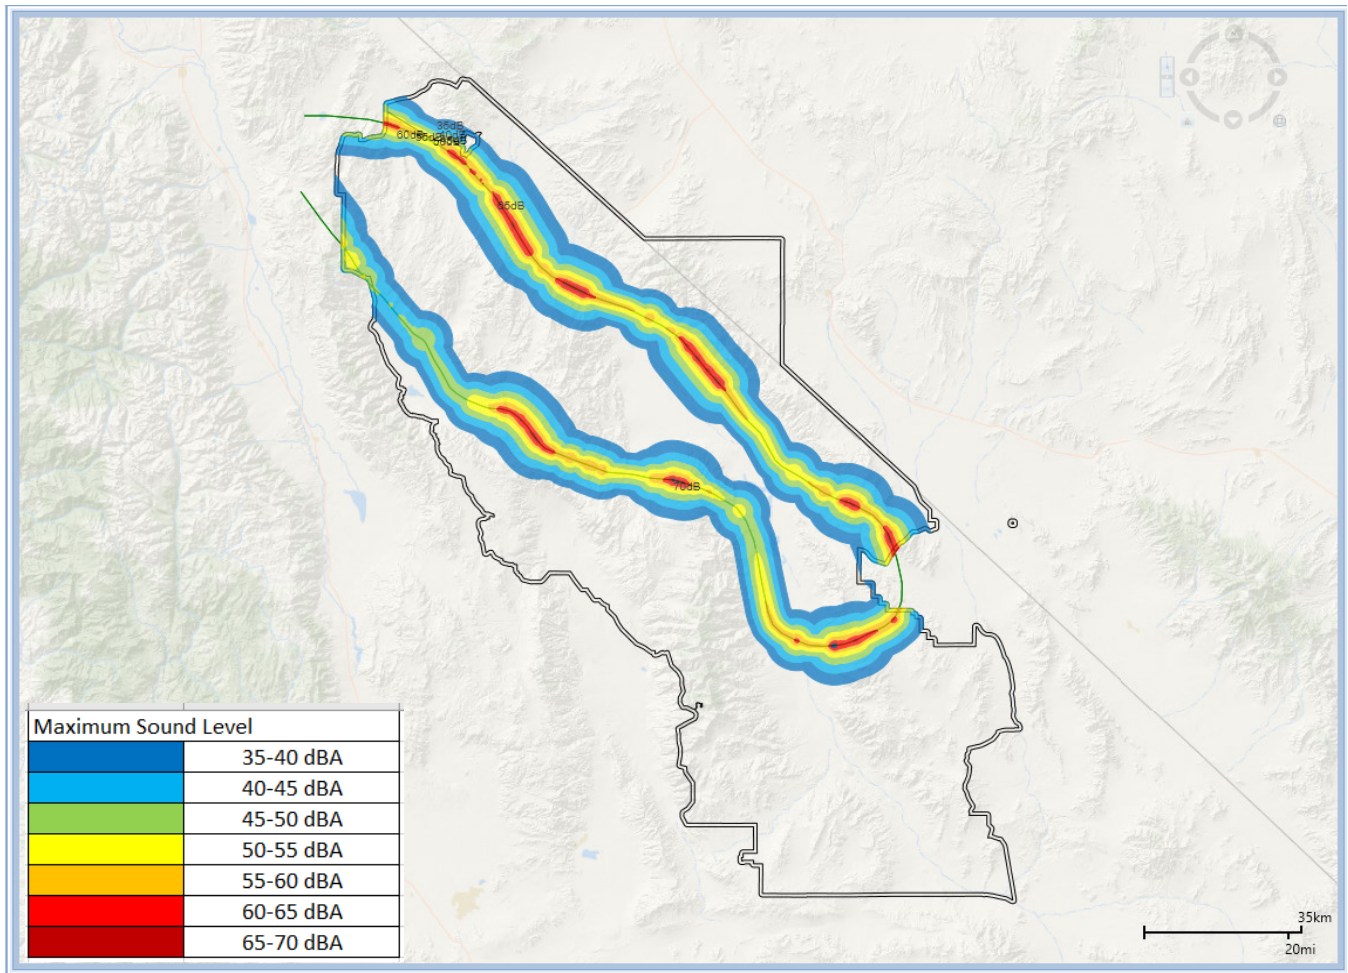 35dB
60dB
65dB
70dB
Maximum Sound Level
35-40 dBA
40-45 dBA
45-50 dBA
50-55 dBA
55-60 dBA
60-65 dBA
65-70 dBA
35km
20mi